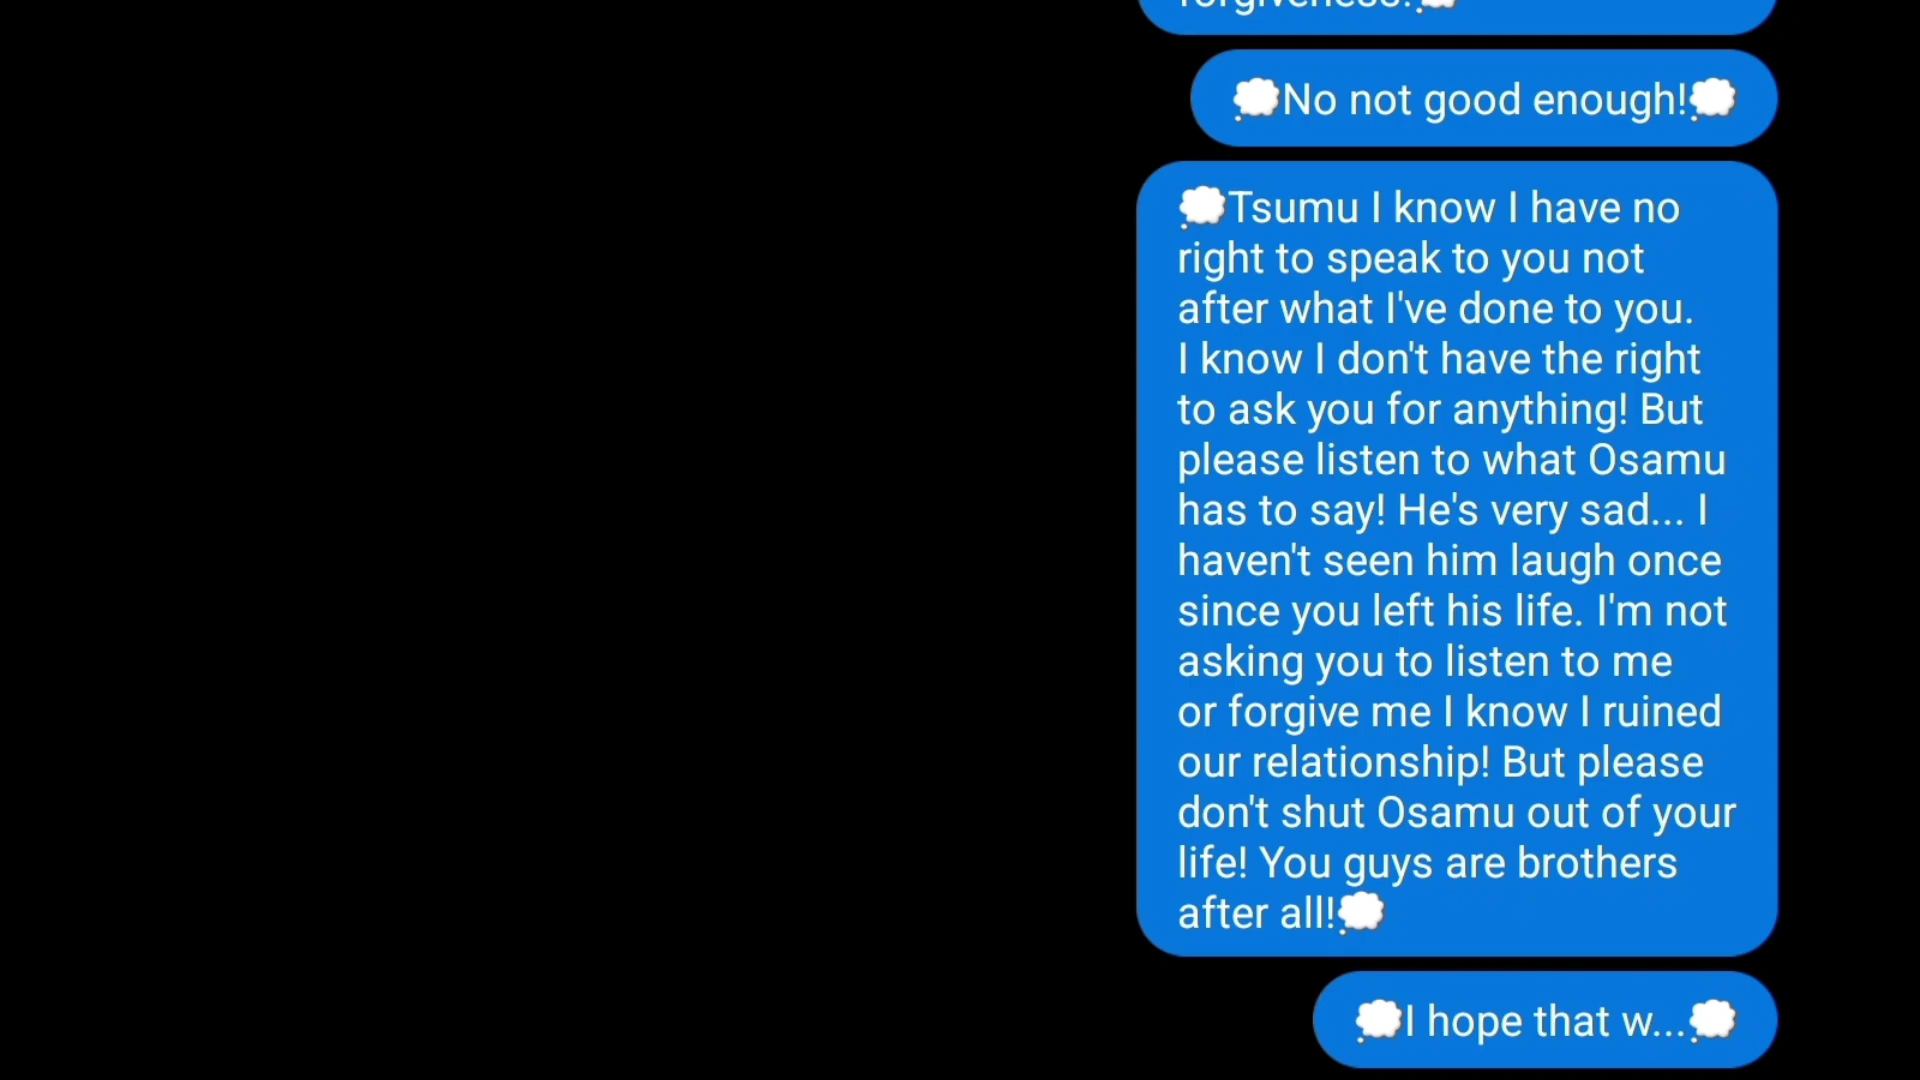 forgiveness!💭
💭No not good enough!💭
💭Tsumu I know I have no
right to speak to you not
after what I've done to you.
I know I don't have the right
to ask you for anything! But
please listen to what Osamu
has to say! He's very sad... I
haven't seen him laugh once
since you left his life. I'm not
asking you to listen to me
or forgive me I know I ruined
our relationship! But please
don't shut Osamu out of your
life! You guys are brothers
after all!💭
💭I hope that w...💭